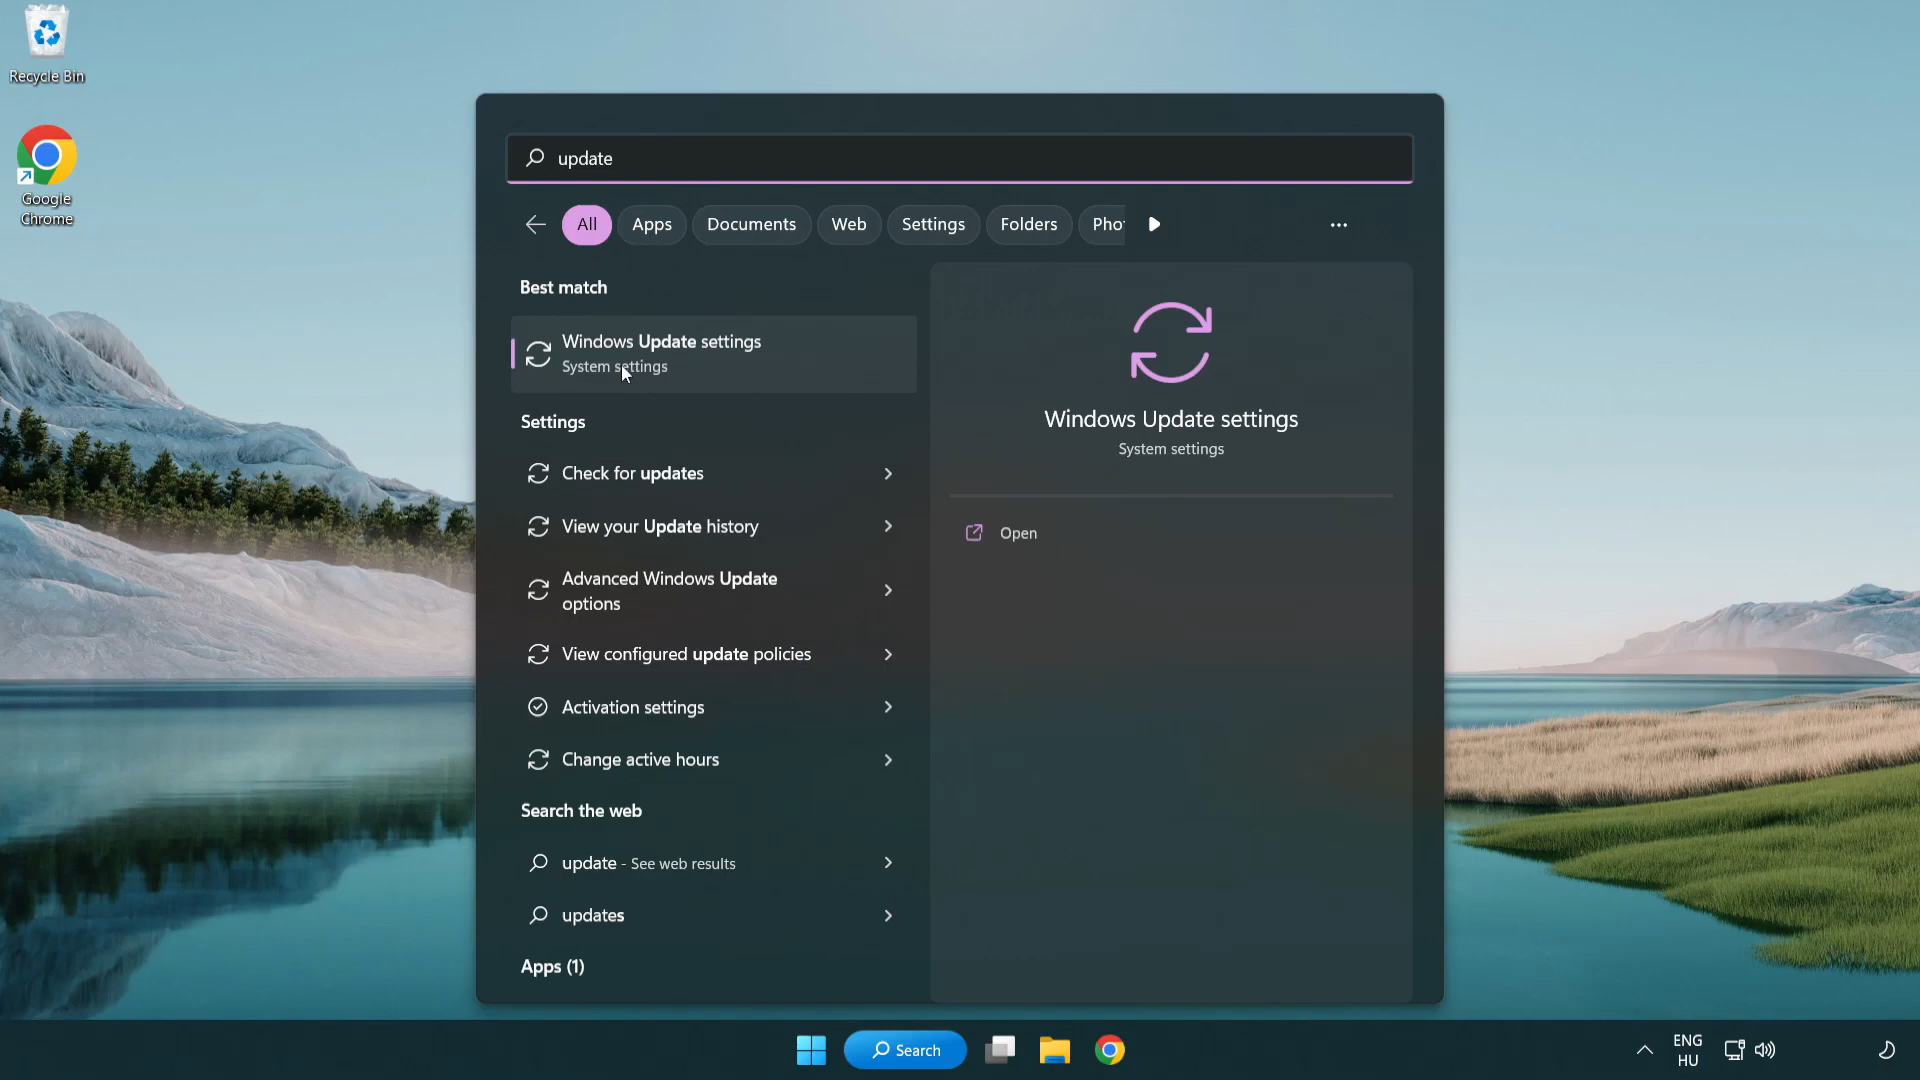 Recycle Bin
Google
Chrome
update
All
Apps
Documents
Web
Settings
Folders
Pho
Best match
Windows Update settings
System settings
Settings
Check for updates
View your Update history
Advanced Windows Update
options
View configured update policies
Activation settings
Change active hours
Search the web
update - See web results
updates
Apps (1)
Windows Update settings
System settings
Open
Search
ENG
HU